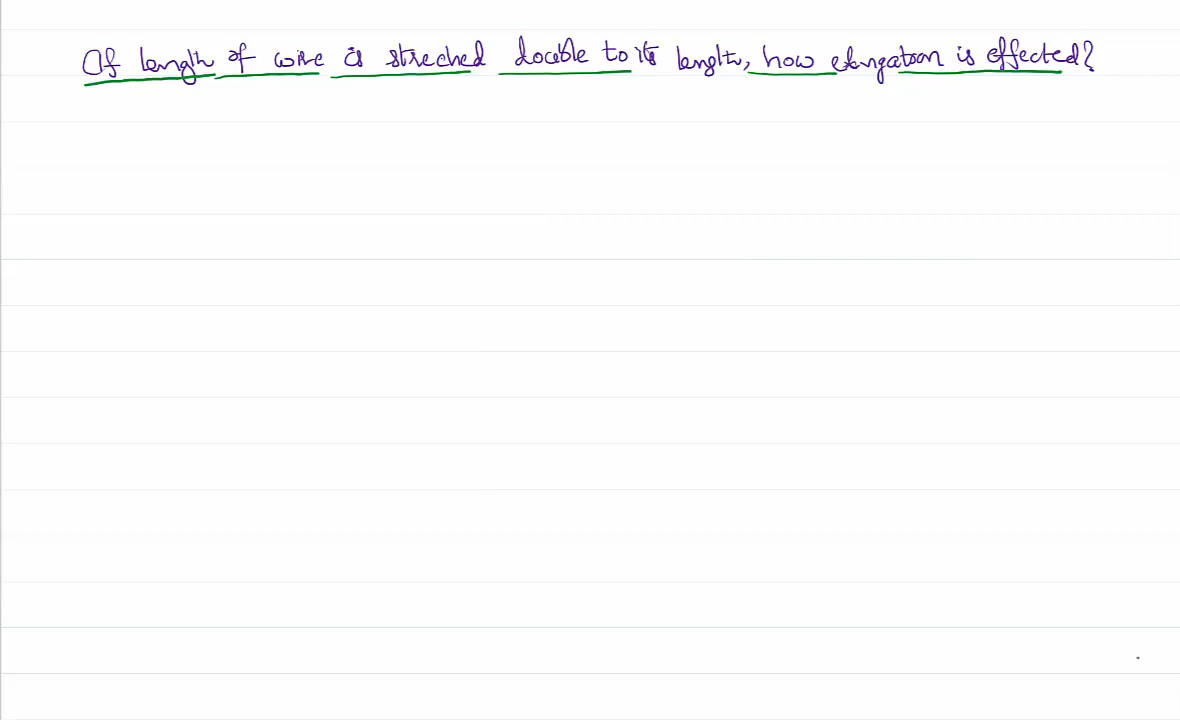 If length of wire is streched double to its length, how elongation is effected?